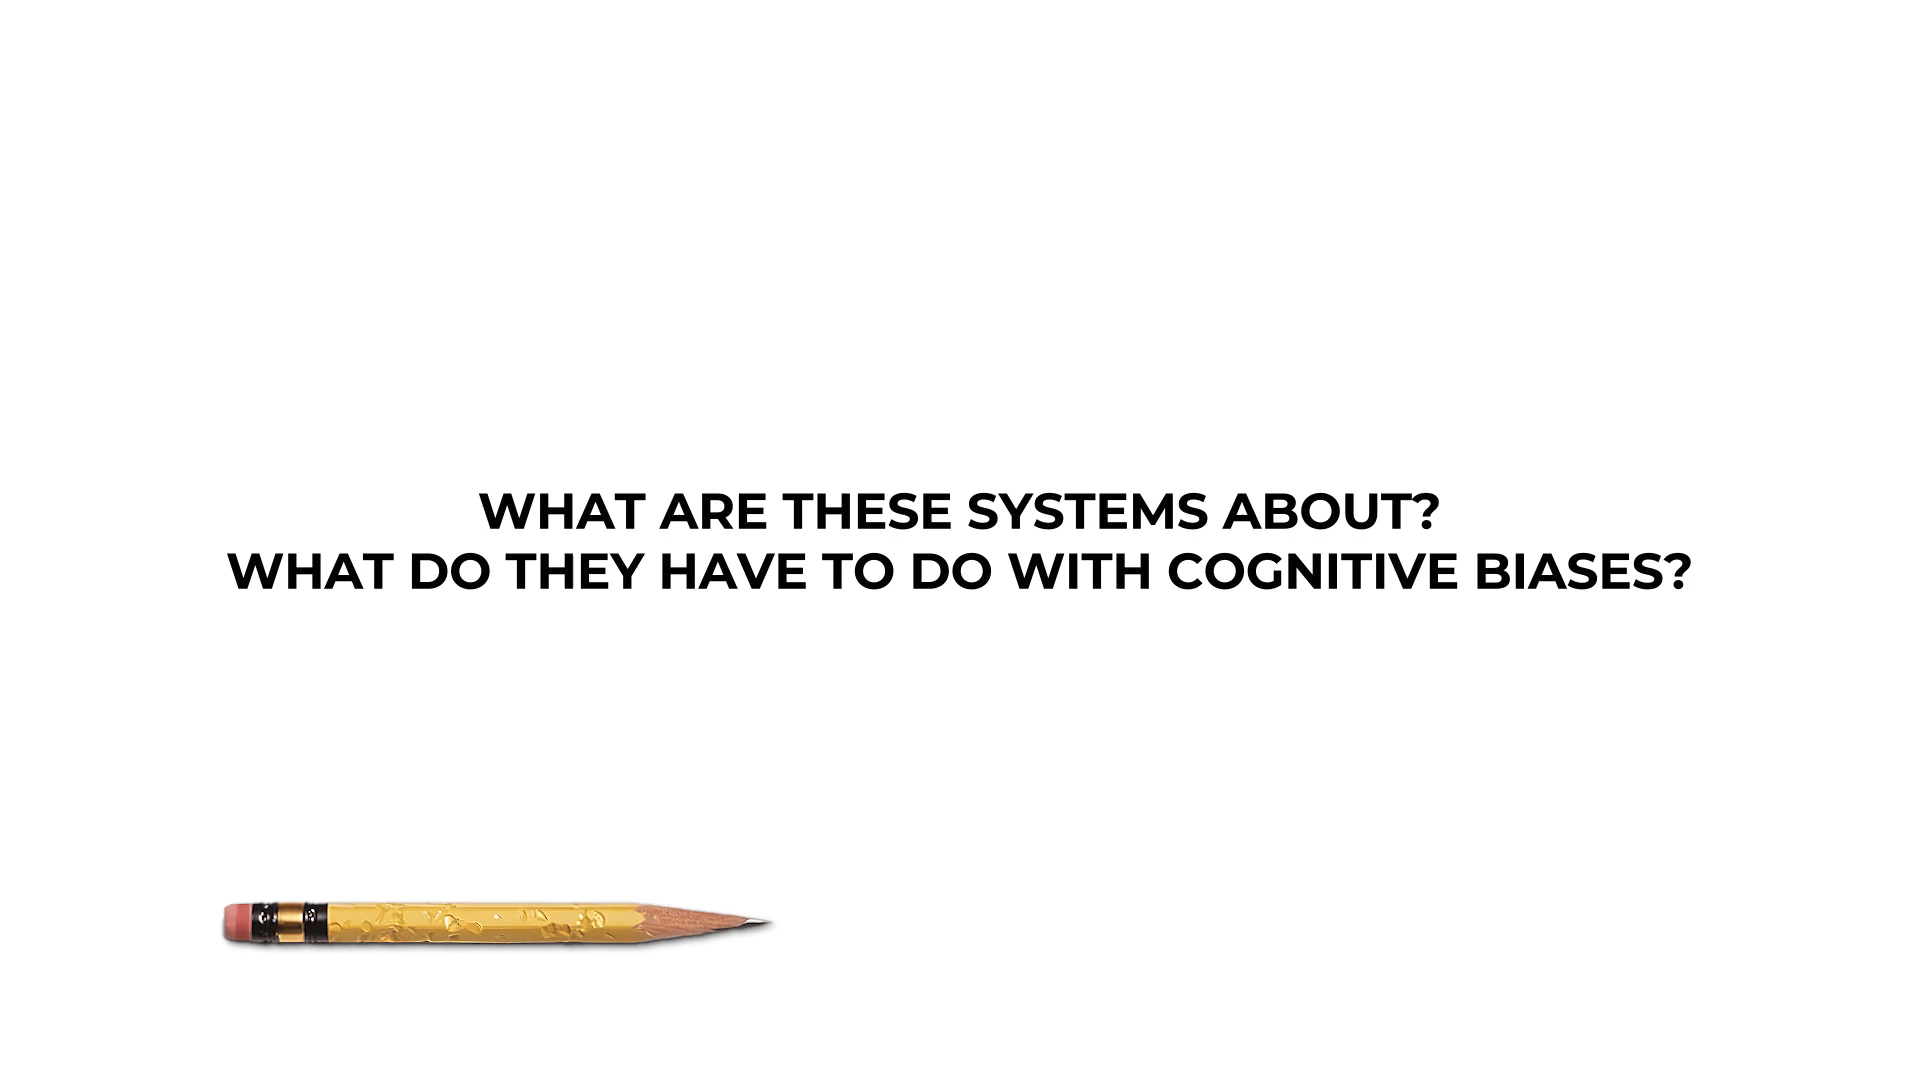 WHAT ARE THESE SYSTEMS ABOUT?
WHAT DO THEY HAVE TO DO WITH COGNITIVE BIASES?